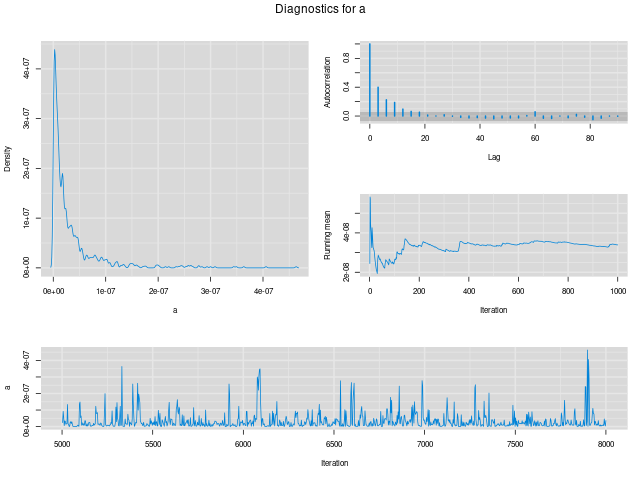 Diagnostics for a
Density
0e+00 1e+07 2e+07 3e+07 4e+07
0e+00 1e-07 2e-07 3e-07 4e-07
a
Autocorrelation
0.0 0.4 0.8
0 20 40 60 80
Lag
Running mean
2e-08 4e-08
0 200 400 600 800 1000
Iteration
a
0e+00 2e-07 4e-07
5000 5500 6000 6500 7000 7500 8000
Iteration